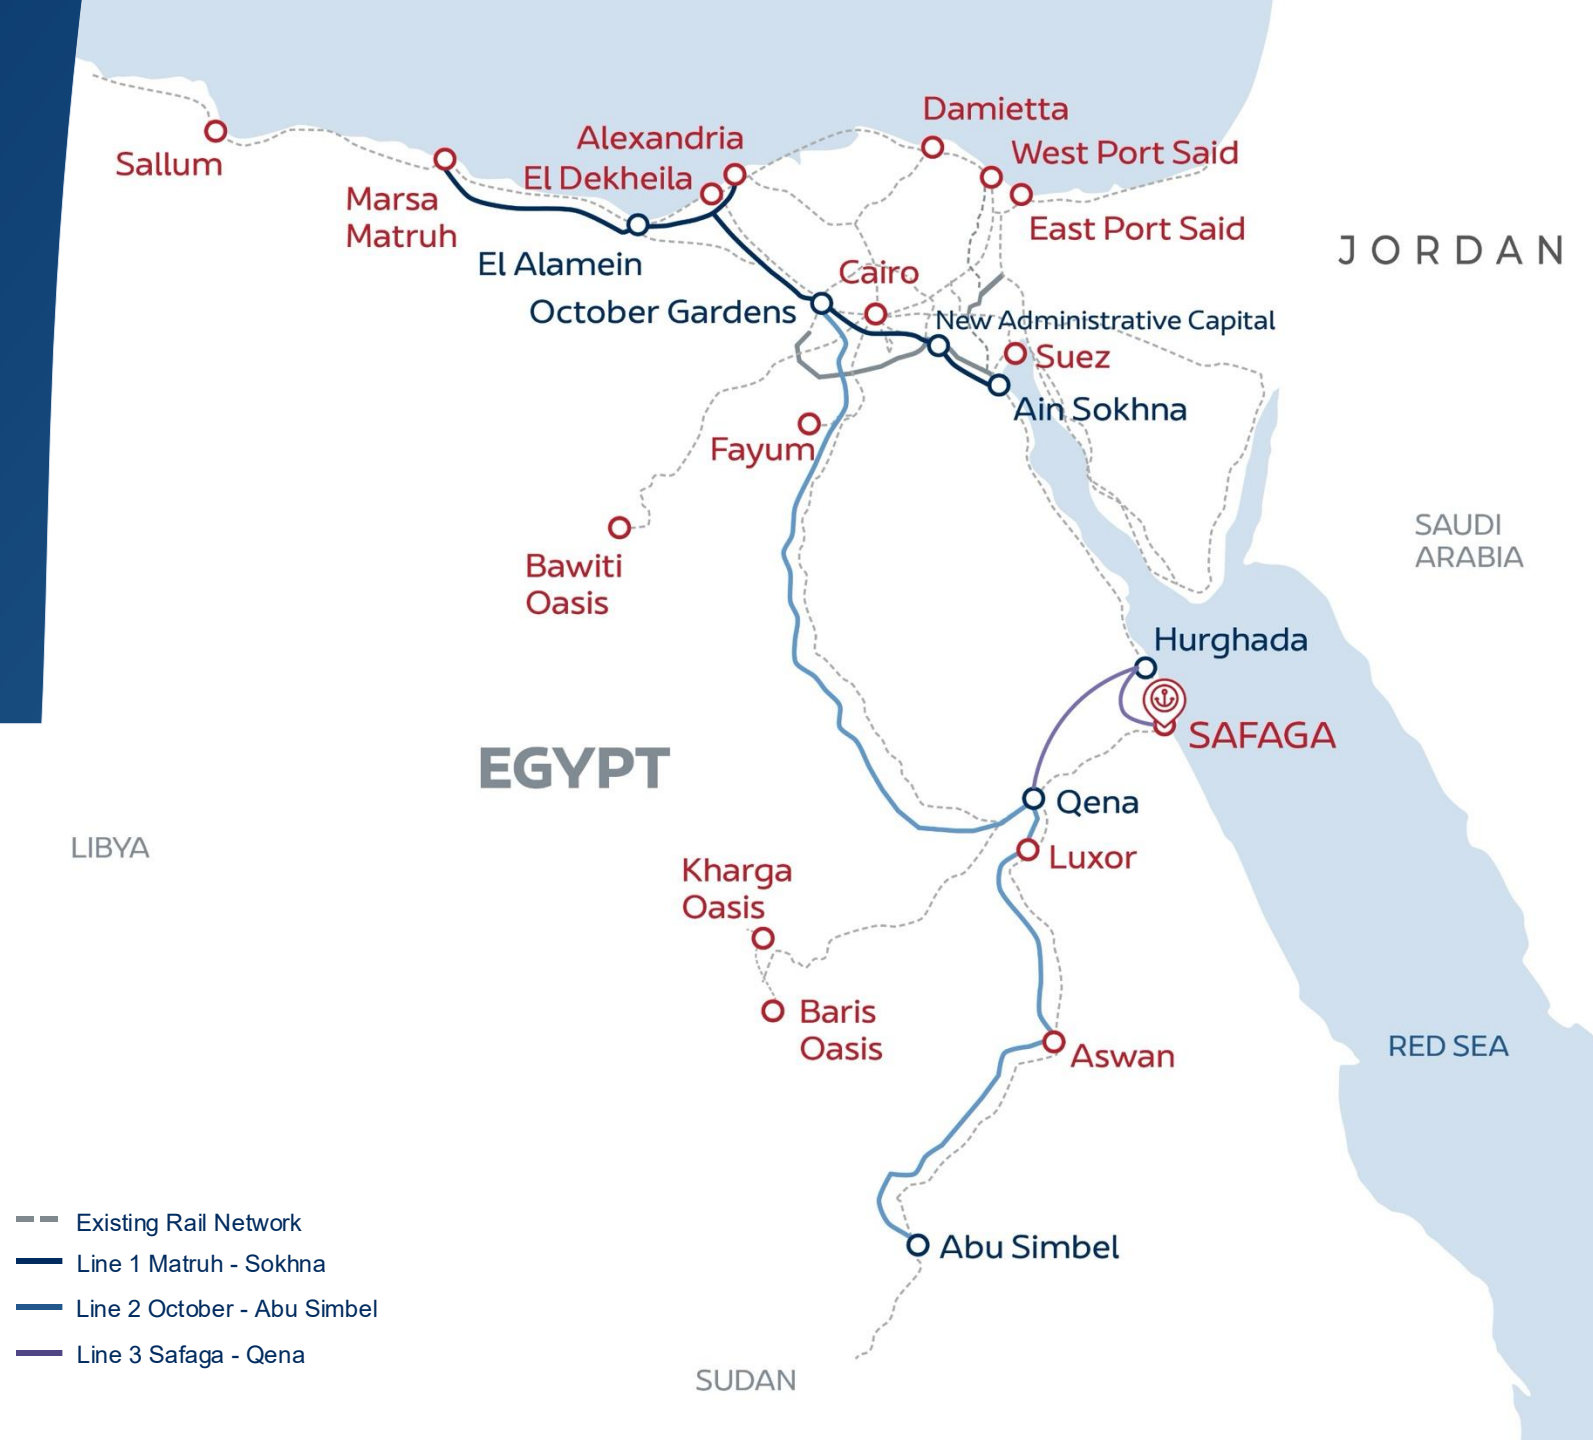 Damietta
Alexandria
West Port Said
Sallum
El Dekheila
Marsa
Matruh
East Port Said
JORDAN
El Alamein
Cairo
October Gardens
New Administrative Capital
Suez
Ain Sokhna
Fayum
SAUDI
ARABIA
Bawiti
Oasis
Hurghada
SAFAGA
EGYPT
Qena
LIBYA
Luxor
Kharga
Oasis
Baris
Oasis
RED SEA
Aswan
Abu Simbel
Existing Rail Network
Line 1 Matruh - Sokhna
Line 2 October - Abu Simbel
Line 3 Safaga - Qena
SUDAN